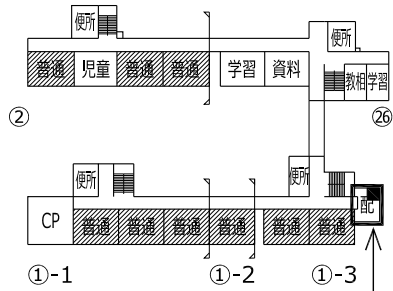 便所 便所
普通 児童 普通 普通 学習 資料 教相 学習
② ㉖
便所 便所
CP 普通 普通 普通 普通 普通 普通 配
①-1 ①-2 ①-3